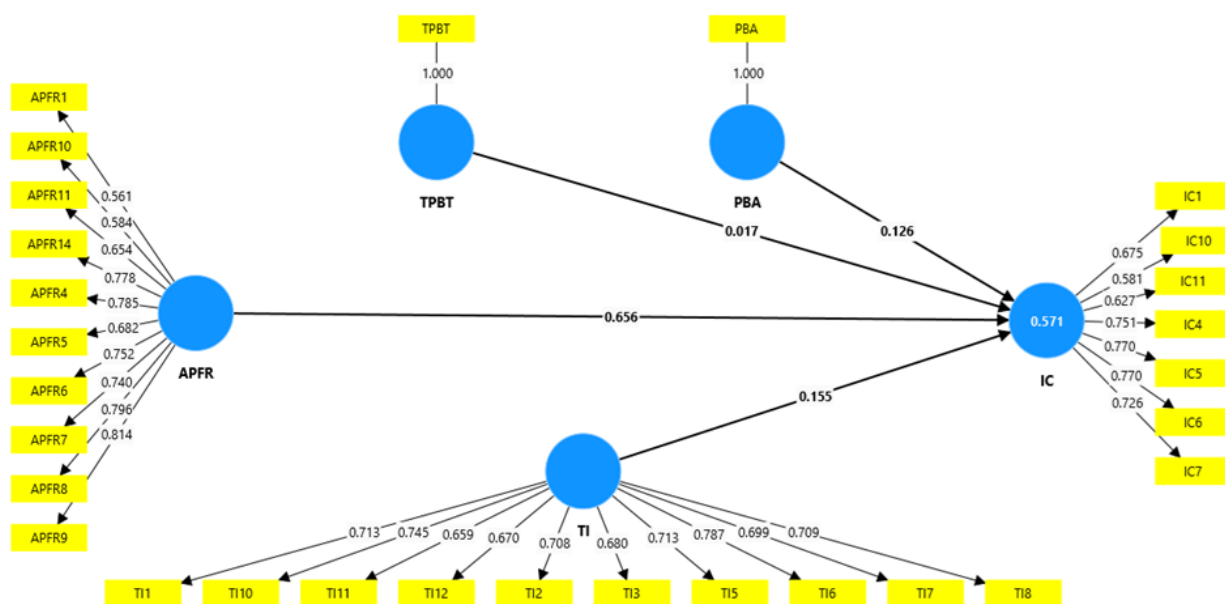 TPBT
PBA
1.000
1.000
TPBT
PBA
APFR1
APFR10
APFR11
APFR14
APFR4
APFR5
APFR6
APFR7
APFR8
APFR9
0.561
0.584
0.654
0.778
0.785
0.682
0.752
0.740
0.796
0.814
APFR
0.017
0.126
0.656
0.155
0.571
IC
0.675
0.581
0.627
0.751
0.770
0.770
0.726
IC1
IC10
IC11
IC4
IC5
IC6
IC7
TI
0.713
0.745
0.659
0.670
0.708
0.680
0.713
0.787
0.699
0.709
TI1
TI10
TI11
TI12
TI2
TI3
TI5
TI6
TI7
TI8